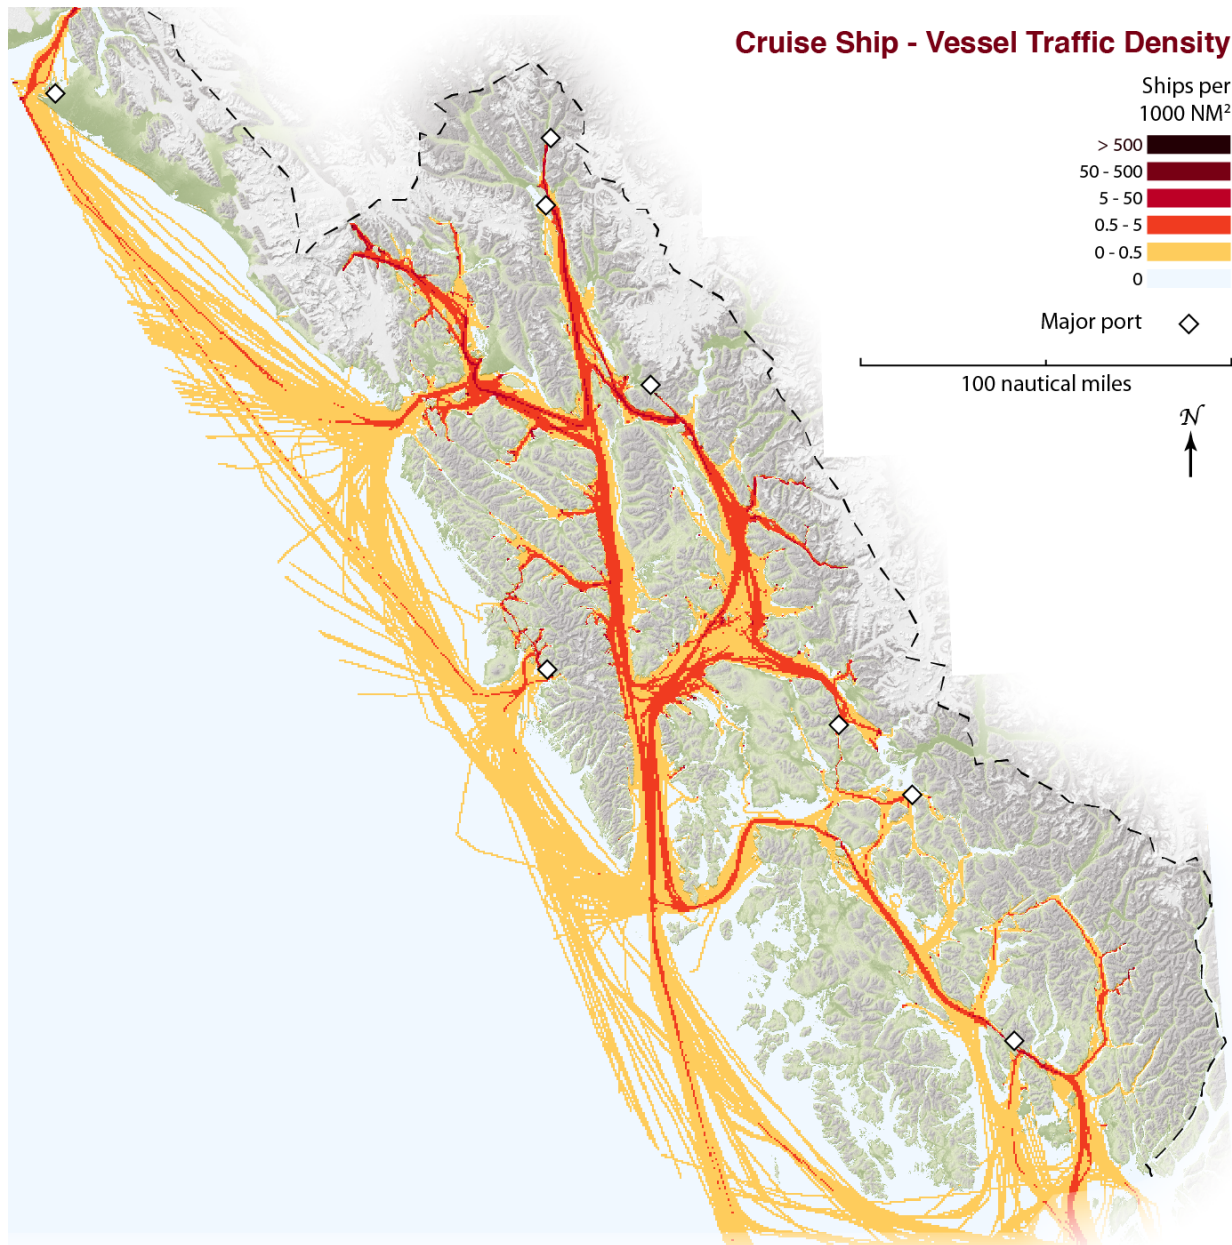 Cruise Ship - Vessel Traffic Density
Ships per
1000 NM²
> 500
50 - 500
5 - 50
0.5 - 5
0 - 0.5
0
Major port
100 nautical miles
N